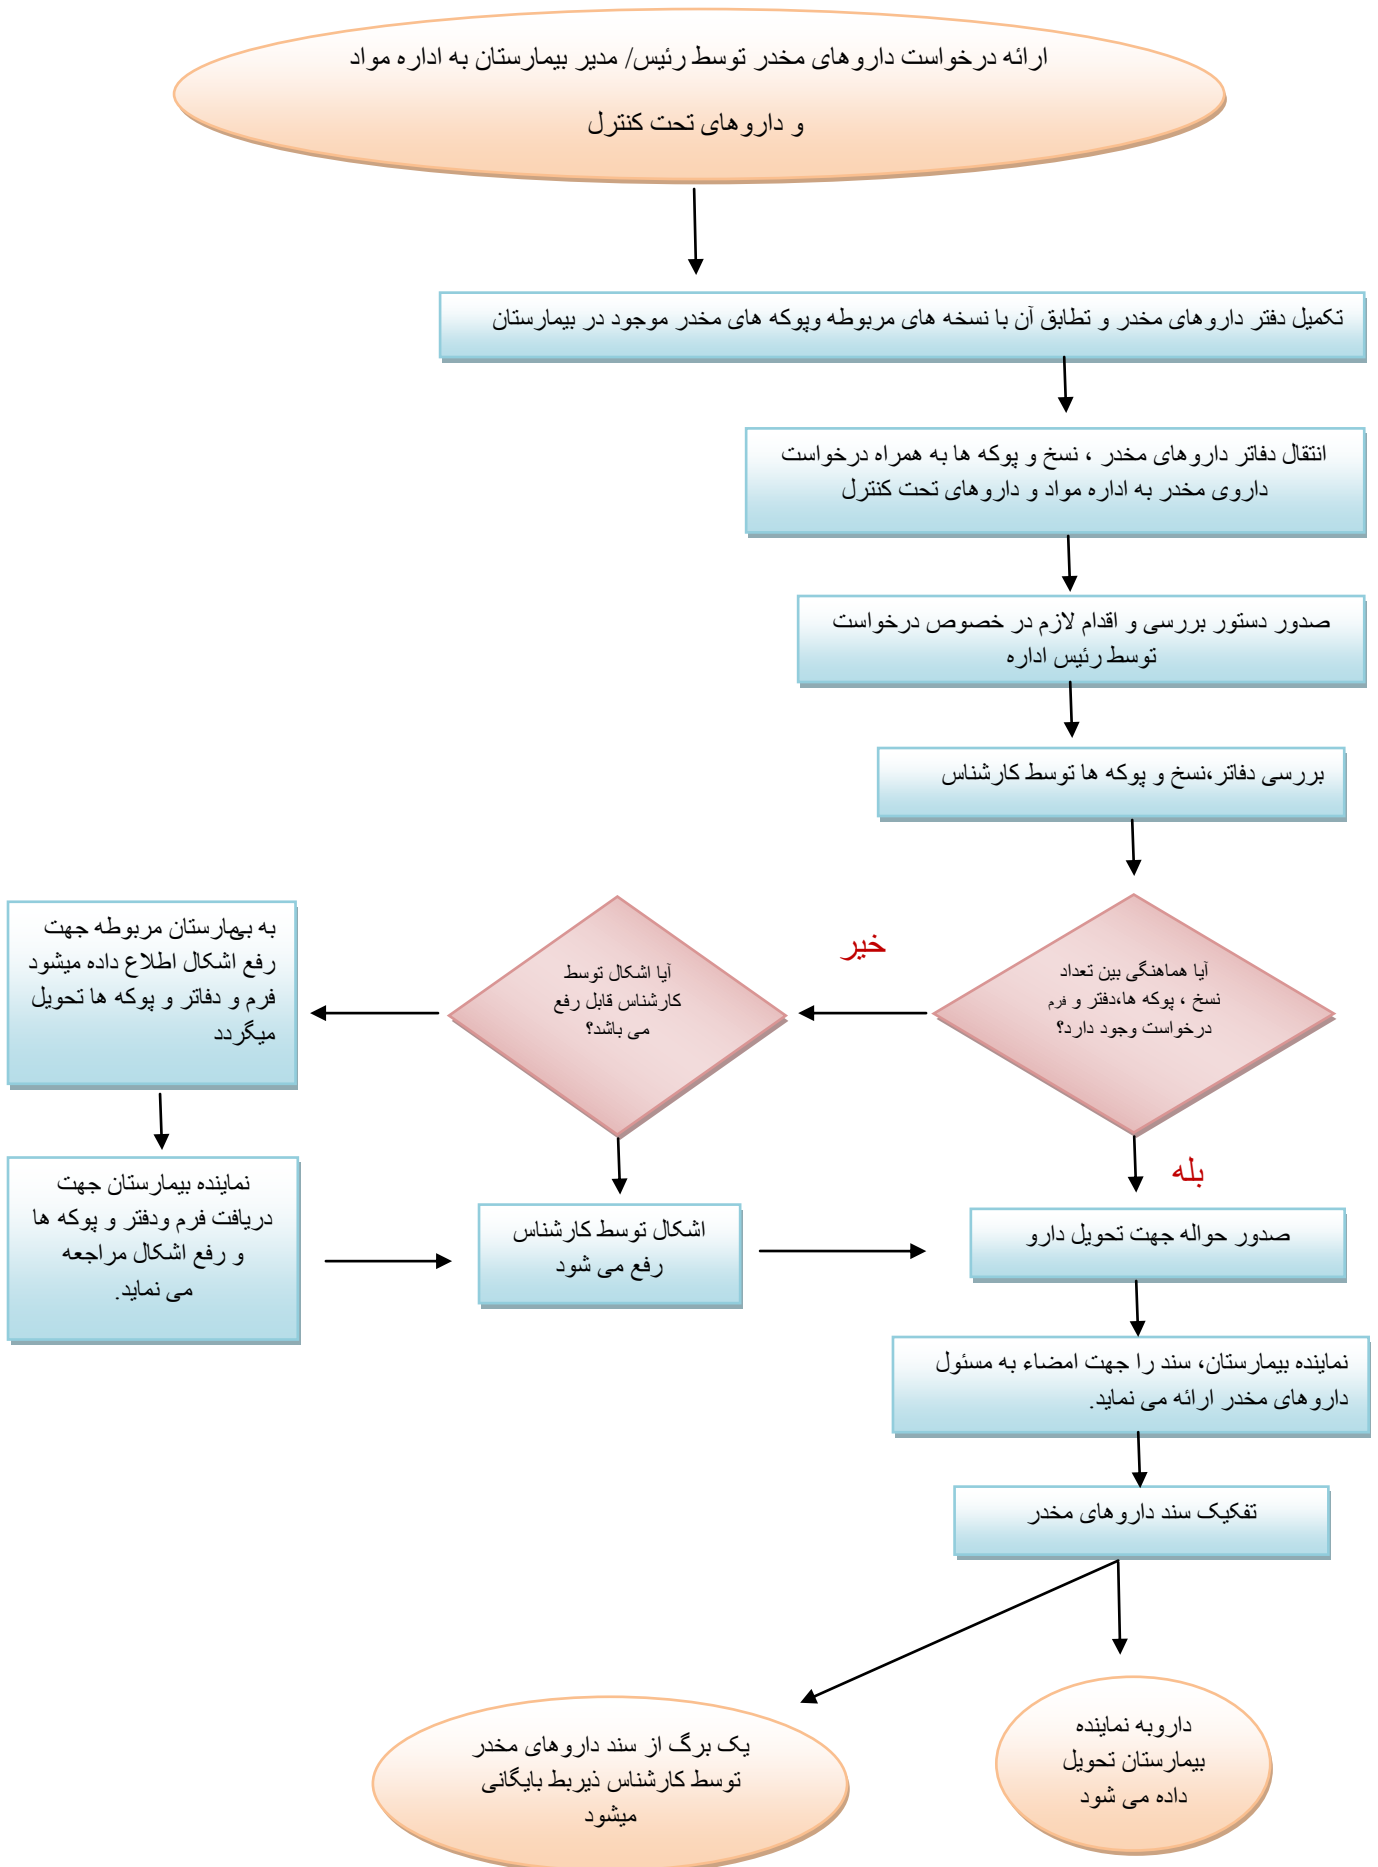 ارائه درخواست داروهای مخدر توسط رئیس/ مدیر بیمارستان به اداره مواد
و داروهای تحت کنترل
تکمیل دفتر داروهای مخدر و تطابق آن با نسخه های مربوطه وپوکه های مخدر موجود در بیمارستان
انتقال دفاتر داروهای مخدر ، نسخ و پوکه ها به همراه درخواست
داروی مخدر به اداره مواد و داروهای تحت کنترل
صدور دستور بررسی و اقدام لازم در خصوص درخواست
توسط رئیس اداره
بررسی دفاتر،نسخ و پوکه ها توسط کارشناس
آیا هماهنگی بین تعداد
نسخ ، پوکه ها،دفتر و فرم
درخواست وجود دارد؟
خیر
آیا اشکال توسط
کارشناس قابل رفع
می باشد؟
به بیمارستان مربوطه جهت
رفع اشکال اطلاع داده میشود
فرم و دفاتر و پوکه ها تحویل
میگردد
نماینده بیمارستان جهت
دریافت فرم ودفتر و پوکه ها
و رفع اشکال مراجعه
می نماید.
اشکال توسط کارشناس
رفع می شود
بله
صدور حواله جهت تحویل دارو
نماینده بیمارستان، سند را جهت امضاء به مسئول
داروهای مخدر ارائه می نماید.
تفکیک سند داروهای مخدر
داروبه نماینده
بیمارستان تحویل
داده می شود
یک برگ از سند داروهای مخدر
توسط کارشناس ذیربط بایگانی
میشود